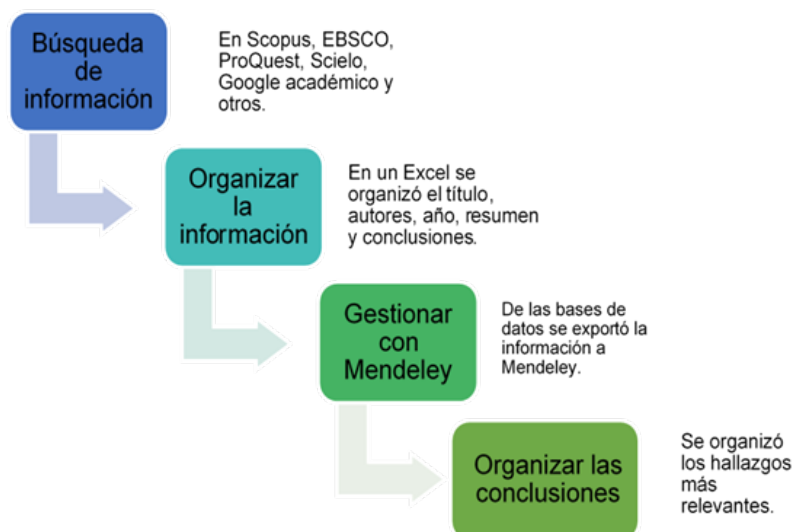 Búsqueda
de
información
En Scopus, EBSCO,
ProQuest, Scielo,
Google académico y
otros.
Organizar
la
información
En un Excel se
organizó el título,
autores, año, resumen
y conclusiones.
Gestionar
con
Mendeley
De las bases de
datos se exportó la
información a
Mendeley.
Organizar las
conclusiones
Se organizó
los hallazgos
más
relevantes.